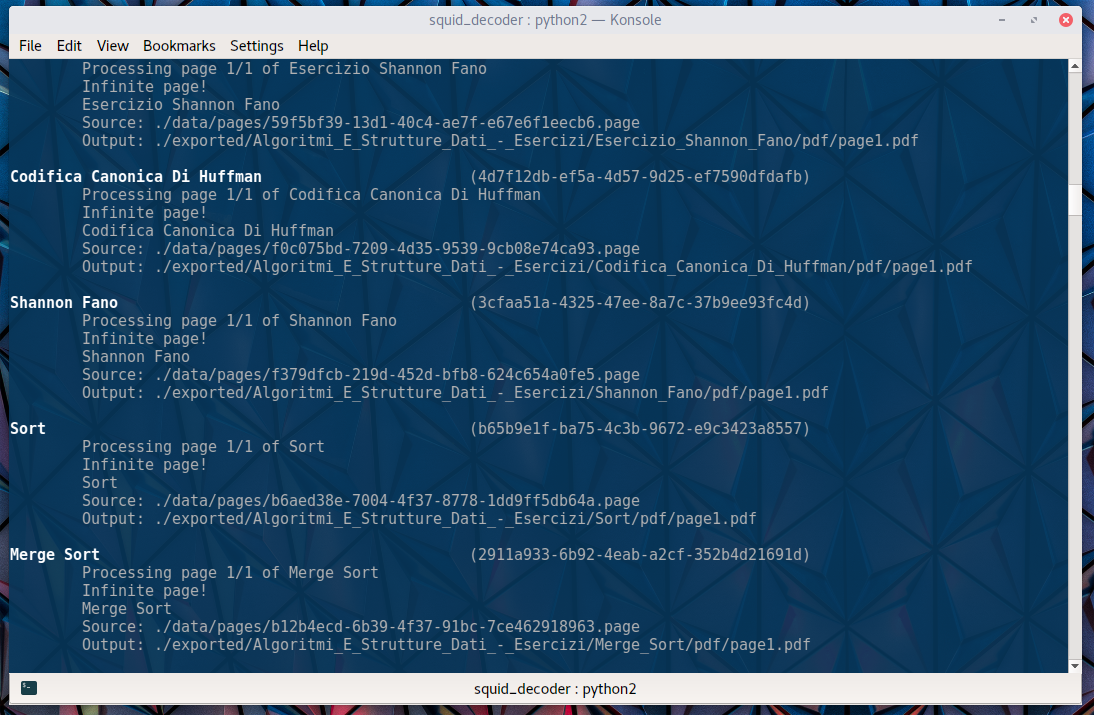 squid_decoder : python2 — Konsole
File Edit View Bookmarks Settings Help
Processing page 1/1 of Esercizio Shannon Fano
Infinite page!
Esercizio Shannon Fano
Source: ./data/pages/59f5bf39-13d1-40c4-ae7f-e67e6f1eecb6.page
Output: ./exported/Algoritmi_E_Strutture_Dati_-_Esercizi/Esercizio_Shannon_Fano/pdf/page1.pdf
Codifica Canonica Di Huffman (4d7f12db-ef5a-4d57-9d25-ef7590dfdafb)
Processing page 1/1 of Codifica Canonica Di Huffman
Infinite page!
Codifica Canonica Di Huffman
Source: ./data/pages/f0c075bd-7209-4d35-9539-9cb08e74ca93.page
Output: ./exported/Algoritmi_E_Strutture_Dati_-_Esercizi/Codifica_Canonica_Di_Huffman/pdf/page1.pdf
Shannon Fano (3cfaa51a-4325-47ee-8a7c-37b9ee93fc4d)
Processing page 1/1 of Shannon Fano
Infinite page!
Shannon Fano
Source: ./data/pages/f379dfcb-219d-452d-bfb8-624c654a0fe5.page
Output: ./exported/Algoritmi_E_Strutture_Dati_-_Esercizi/Shannon_Fano/pdf/page1.pdf
Sort (b65b9e1f-ba75-4c3b-9672-e9c3423a8557)
Processing page 1/1 of Sort
Infinite page!
Sort
Source: ./data/pages/b6aed38e-7004-4f37-8778-1dd9ff5db64a.page
Output: ./exported/Algoritmi_E_Strutture_Dati_-_Esercizi/Sort/pdf/page1.pdf
Merge Sort (2911a933-6b92-4eab-a2cf-352b4d21691d)
Processing page 1/1 of Merge Sort
Infinite page!
Merge Sort
Source: ./data/pages/b12b4ecd-6b39-4f37-91bc-7ce462918963.page
Output: ./exported/Algoritmi_E_Strutture_Dati_-_Esercizi/Merge_Sort/pdf/page1.pdf
squid_decoder : python2